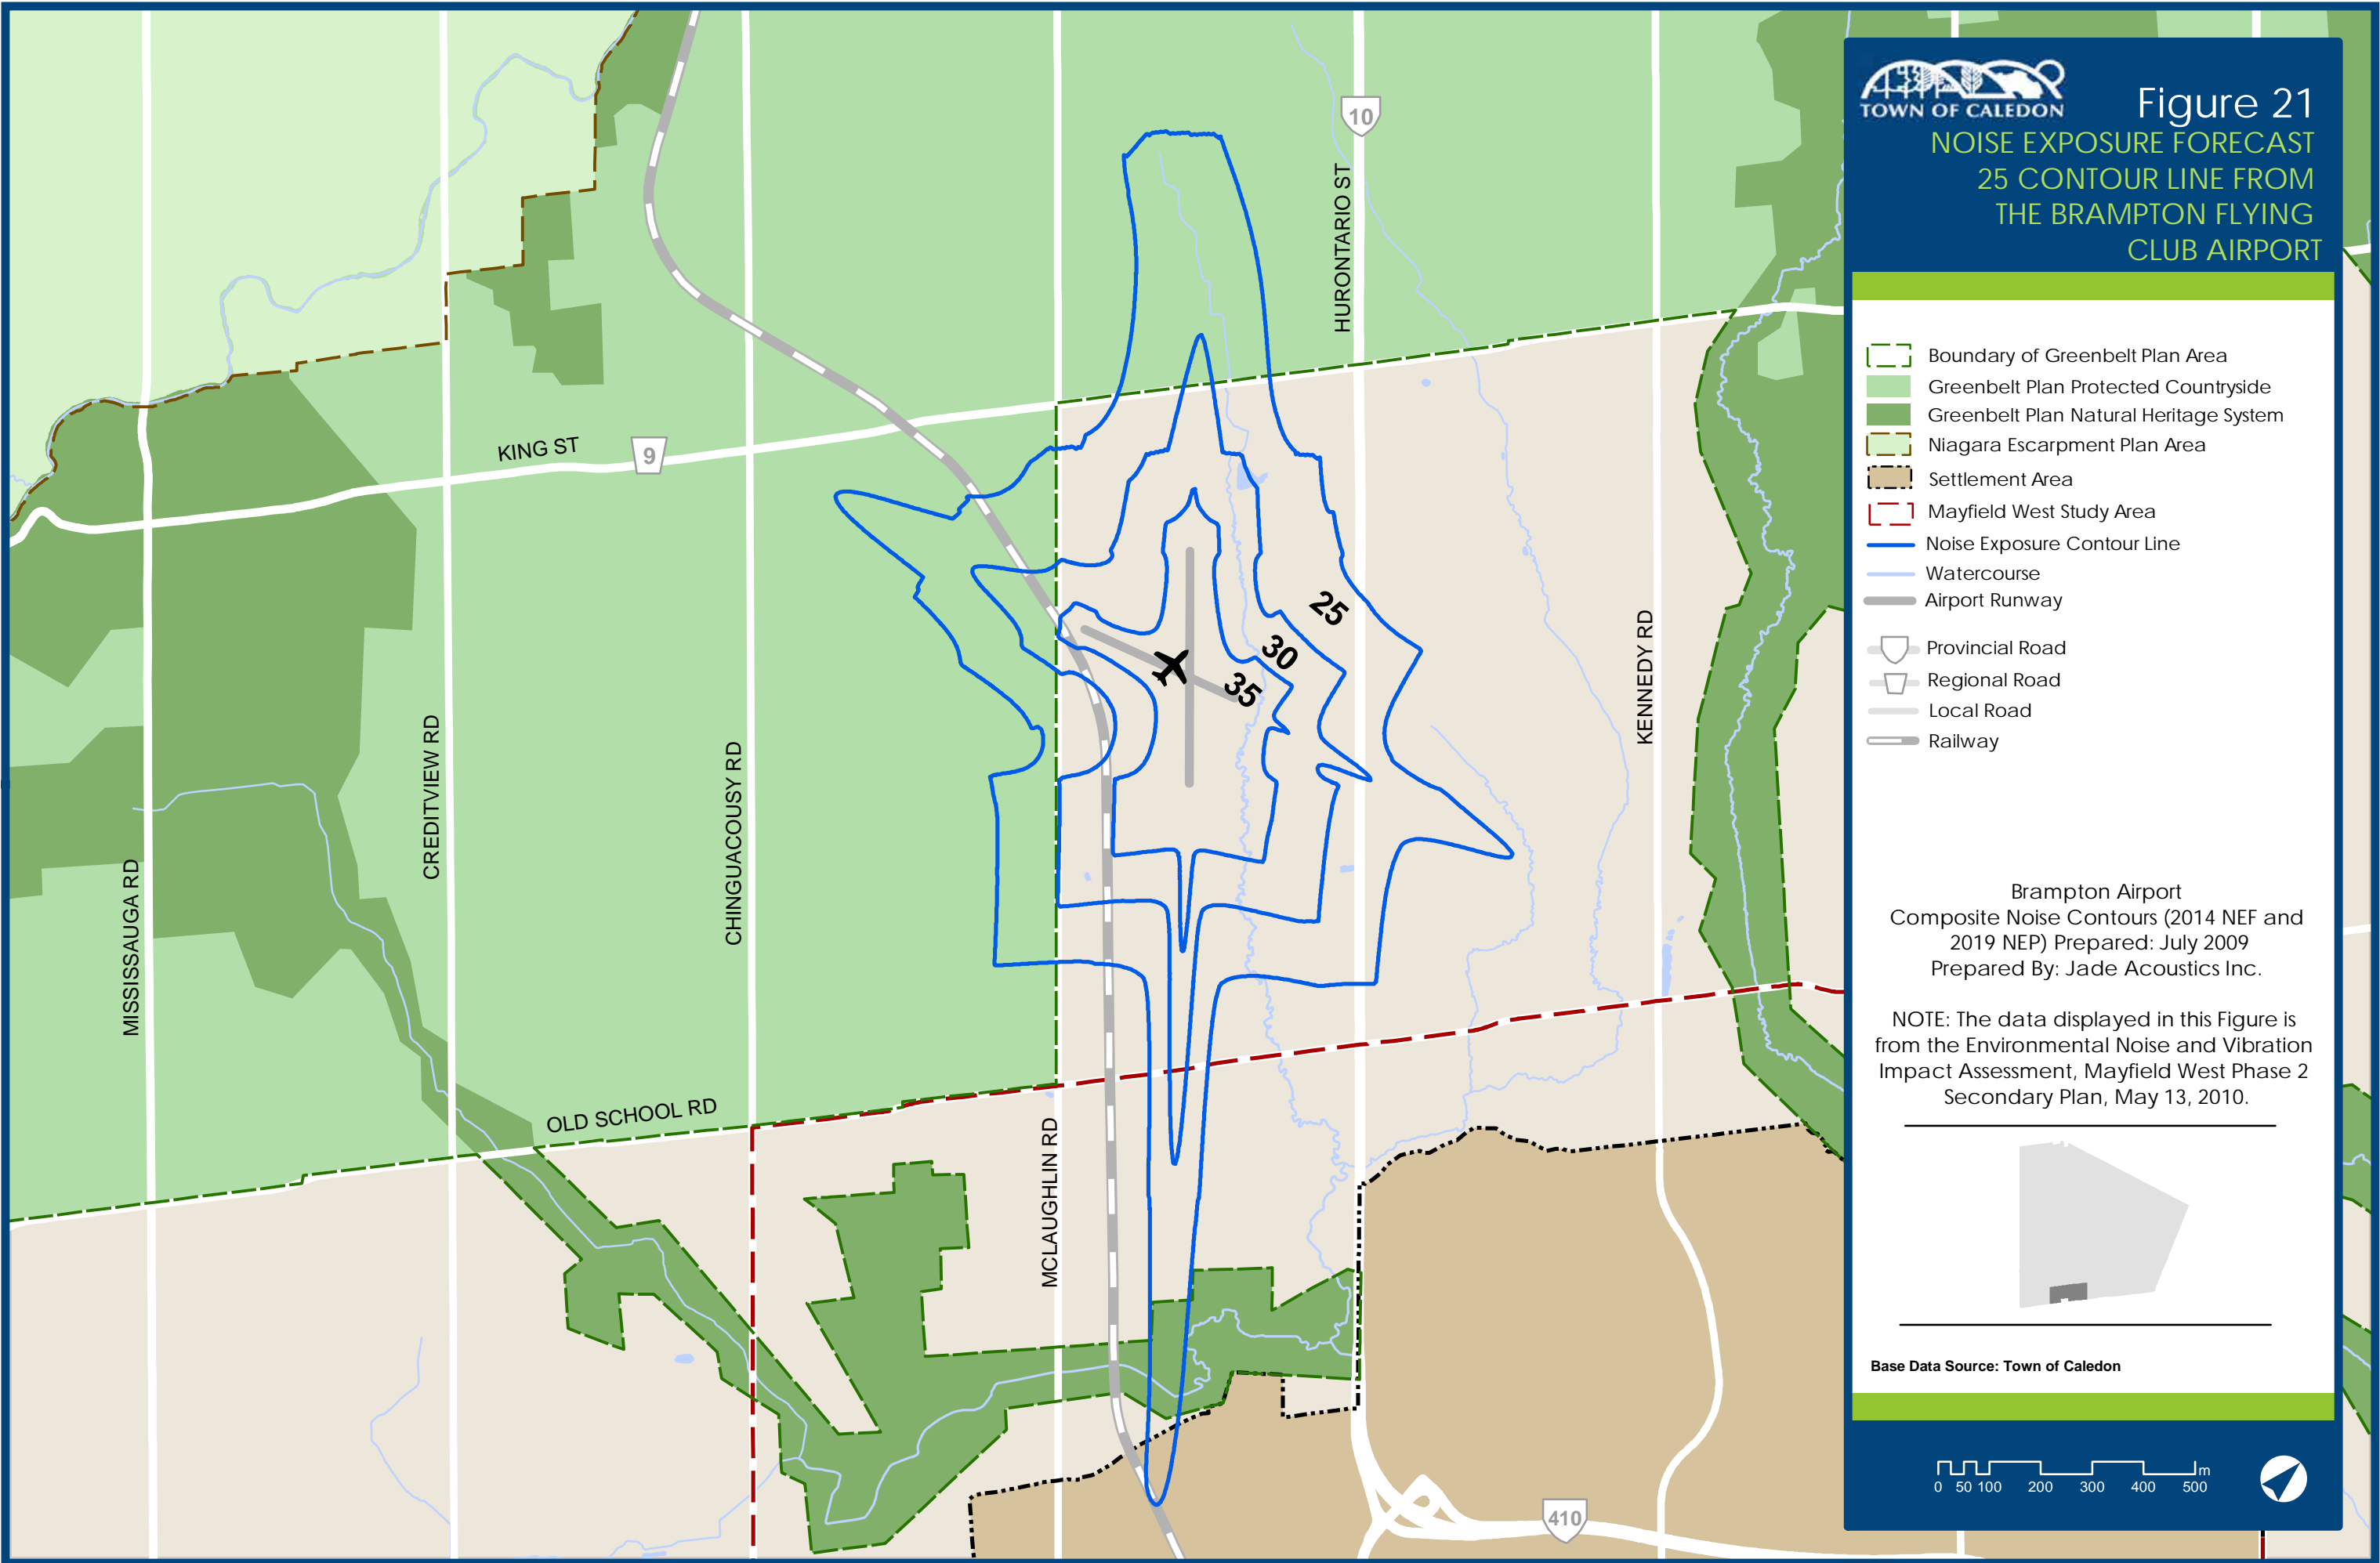 TOWN OF CALEDON
Figure 21
NOISE EXPOSURE FORECAST
25 CONTOUR LINE FROM
THE BRAMPTON FLYING
CLUB AIRPORT
Boundary of Greenbelt Plan Area
Greenbelt Plan Protected Countryside
Greenbelt Plan Natural Heritage System
Niagara Escarpment Plan Area
Settlement Area
Mayfield West Study Area
Noise Exposure Contour Line
Watercourse
Airport Runway
Provincial Road
Regional Road
Local Road
Railway
Brampton Airport
Composite Noise Contours (2014 NEF and
2019 NEP) Prepared: July 2009
Prepared By: Jade Acoustics Inc.
NOTE: The data displayed in this Figure is
from the Environmental Noise and Vibration
Impact Assessment, Mayfield West Phase 2
Secondary Plan, May 13, 2010.
Base Data Source: Town of Caledon
m
0 50 100 200 300 400 500
10
HURONTARIO ST
KING ST
9
25
30
35
KENNEDY RD
CREDITVIEW RD
CHINGUACOUSY RD
MISSISSAUGA RD
OLD SCHOOL RD
MCLAUGHLIN RD
410